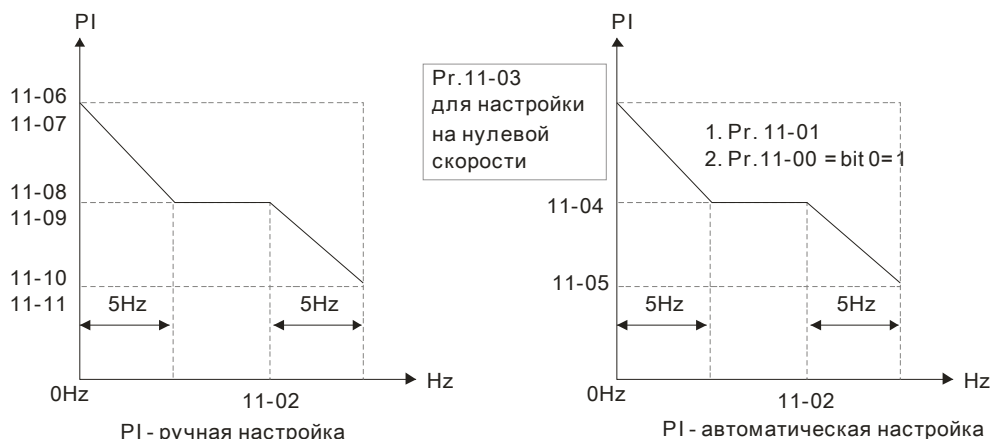 PI
11-06
11-07
11-08
11-09
11-10
11-11
5Hz
5Hz
0Hz
11-02
Hz
PI - ручная настройка
Pr.11-03
для настройки
на нулевой
скорости
PI
1. Pr. 11-01
2. Pr.11-00 = bit 0=1
11-04
11-05
5Hz
5Hz
0Hz
11-02
Hz
PI - автоматическая настройка